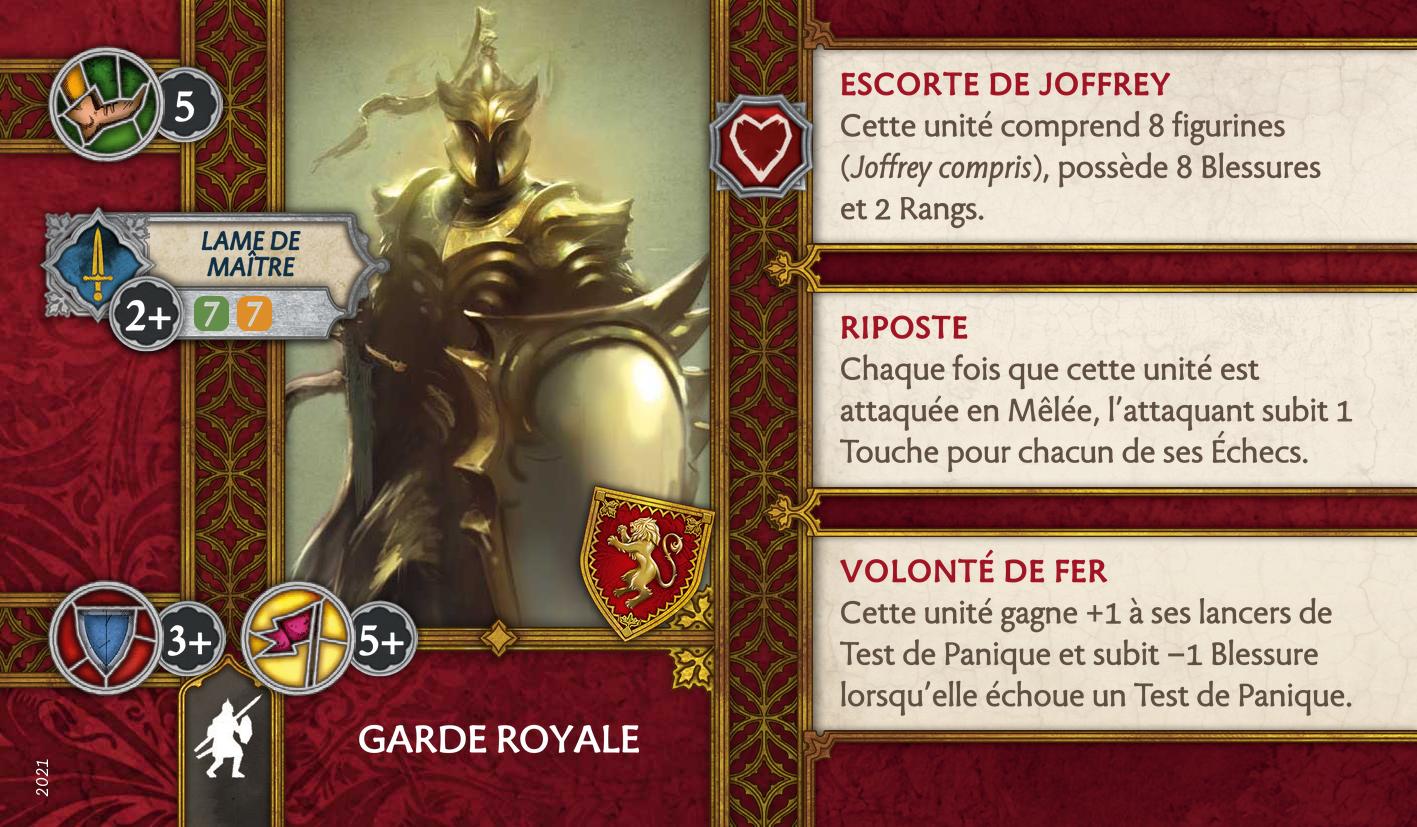 5
LAME DE
MAÎTRE
2+ 7 7
3+ 5+
GARDE ROYALE
2021
ESCORTE DE JOFFREY
Cette unité comprend 8 figurines
(Joffrey compris), possède 8 Blessures
et 2 Rangs.
RIPOSTE
Chaque fois que cette unité est
attaquée en Mêlée, l’attaquant subit 1
Touche pour chacun de ses Échecs.
VOLONTÉ DE FER
Cette unité gagne +1 à ses lancers de
Test de Panique et subit –1 Blessure
lorsqu’elle échoue un Test de Panique.